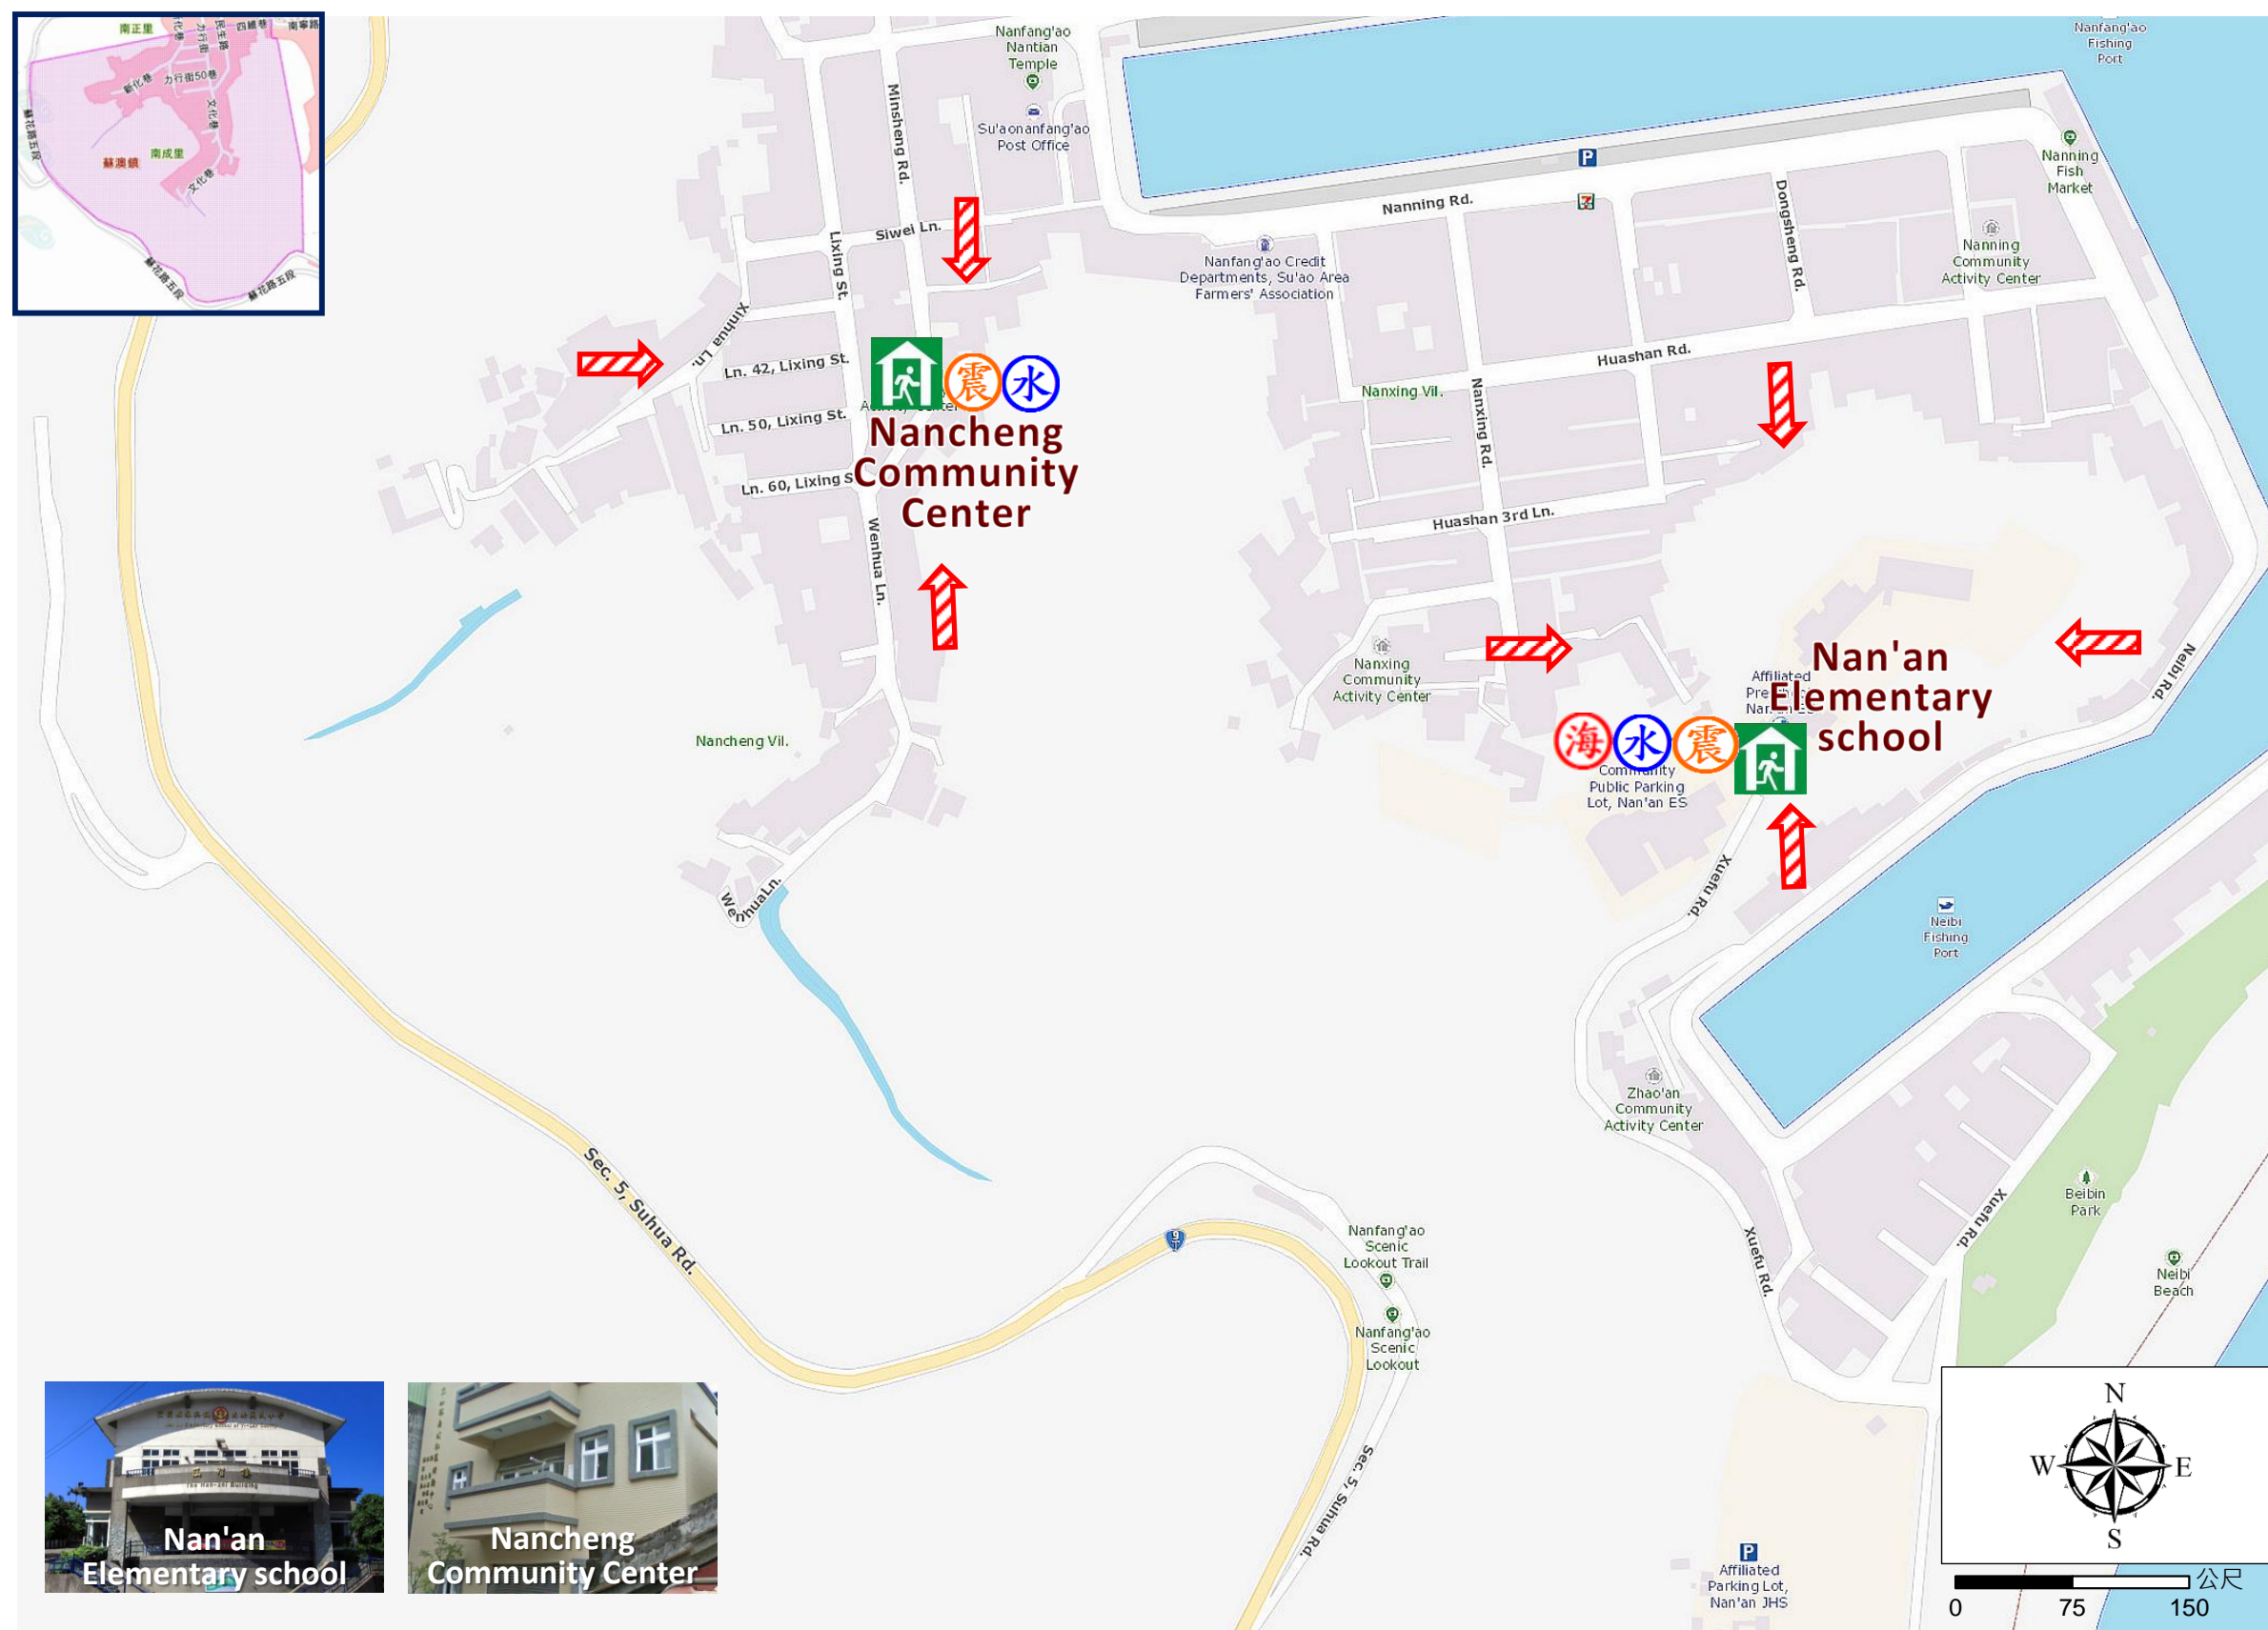 南正里
力行街
民生路
四維巷
南寧路
新化巷
力行街50巷
文化巷
蘇花路五段
蘇澳鎮
南成里
文化巷
蘇花路五段
蘇花路五段
Nanfang'ao
Nantian
Temple
Su'aonanfang'ao
Post Office
Minsheng Rd.
Lixing St.
Siwei Ln.
Xinhua Ln.
Ln. 42, Lixing St.
Ln. 50, Lixing St.
Ln. 60, Lixing S
震
水
Nancheng
Community
Center
Wenhua Ln.
Nancheng Vil.
Wenhua Ln.
Nanfang'ao
Fishing
Port
P
7
Nanning Rd.
Nanfang'ao Credit
Departments, Su'ao Area
Farmers' Association
Dongsheng Rd.
Nanning
Fish
Market
Nanning
Community
Activity Center
Huashan Rd.
Nanxing Vil.
Nanxing Rd.
Huashan 3rd Ln.
Nanxing
Community
Activity Center
Affiliated
Nan'an
Elementary
school
海
水
震
Community
Public Parking
Lot, Nan'an ES
Neibi Rd.
Xuefu Rd.
Neibi
Fishing
Port
Zhao'an
Community
Activity Center
Xuefu Rd.
Xuefu Rd.
Beibin
Park
Neibi
Beach
Sec. 5, Suhua Rd.
9
Nanfang'ao
Scenic
Lookout Trail
Nanfang'ao
Scenic
Lookout
Sec. 5, Suhua Rd.
P
Affiliated
Parking Lot,
Nan'an JHS
Nan'an
Elementary school
Nancheng
Community Center
N
W
E
S
公尺
0 75 150